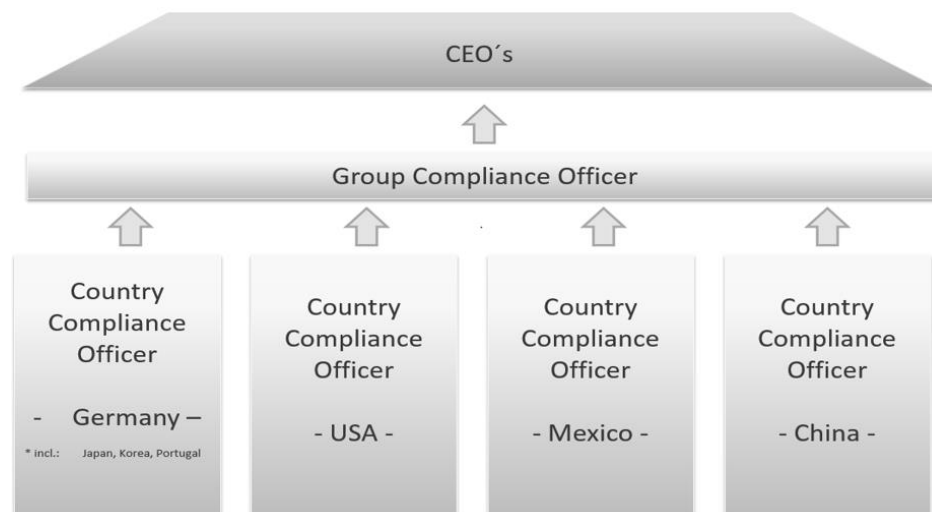 CEO´s
Group Compliance Officer
Country
Compliance
Officer
- Germany –
* incl.: Japan, Korea, Portugal
Country
Compliance
Officer
- USA -
Country
Compliance
Officer
- Mexico -
Country
Compliance
Officer
- China -